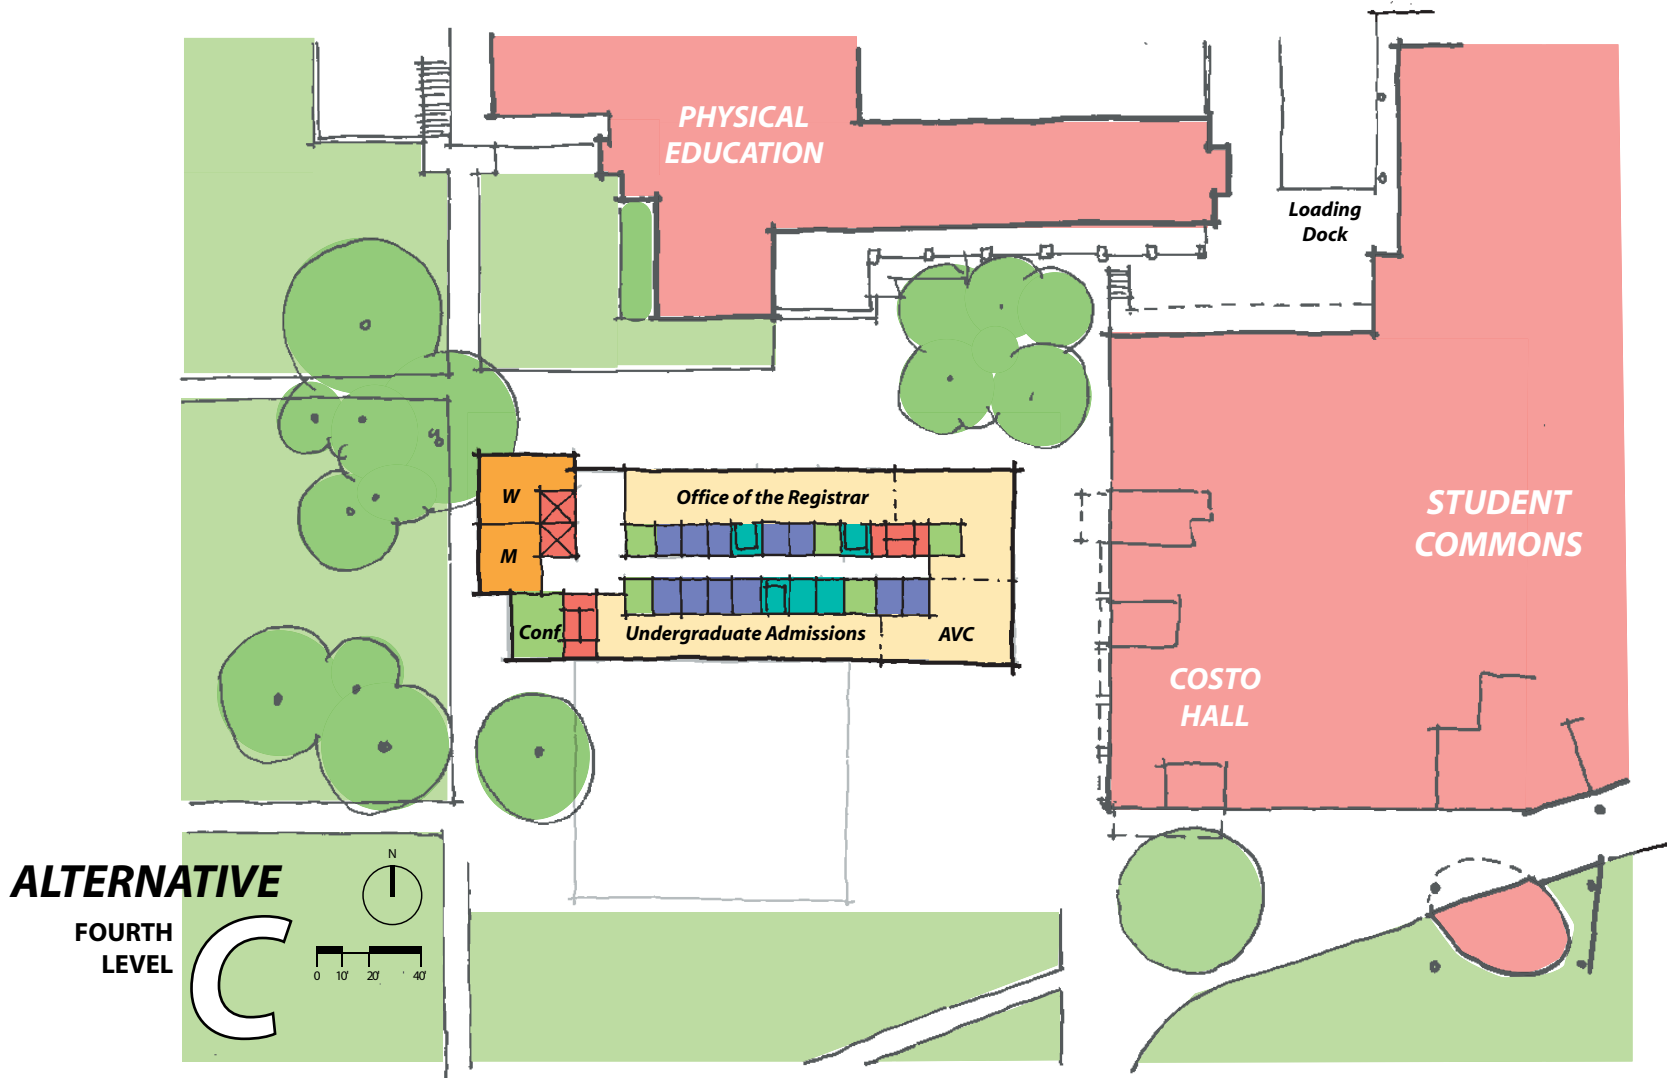 PHYSICAL
EDUCATION
Loading
Dock
W
Office of the Registrar
STUDENT
COMMONS
M
Conf
Undergraduate Admissions
AVC
COSTO
HALL
ALTERNATIVE
FOURTH
LEVEL
C
N
0 10' 20' 40'